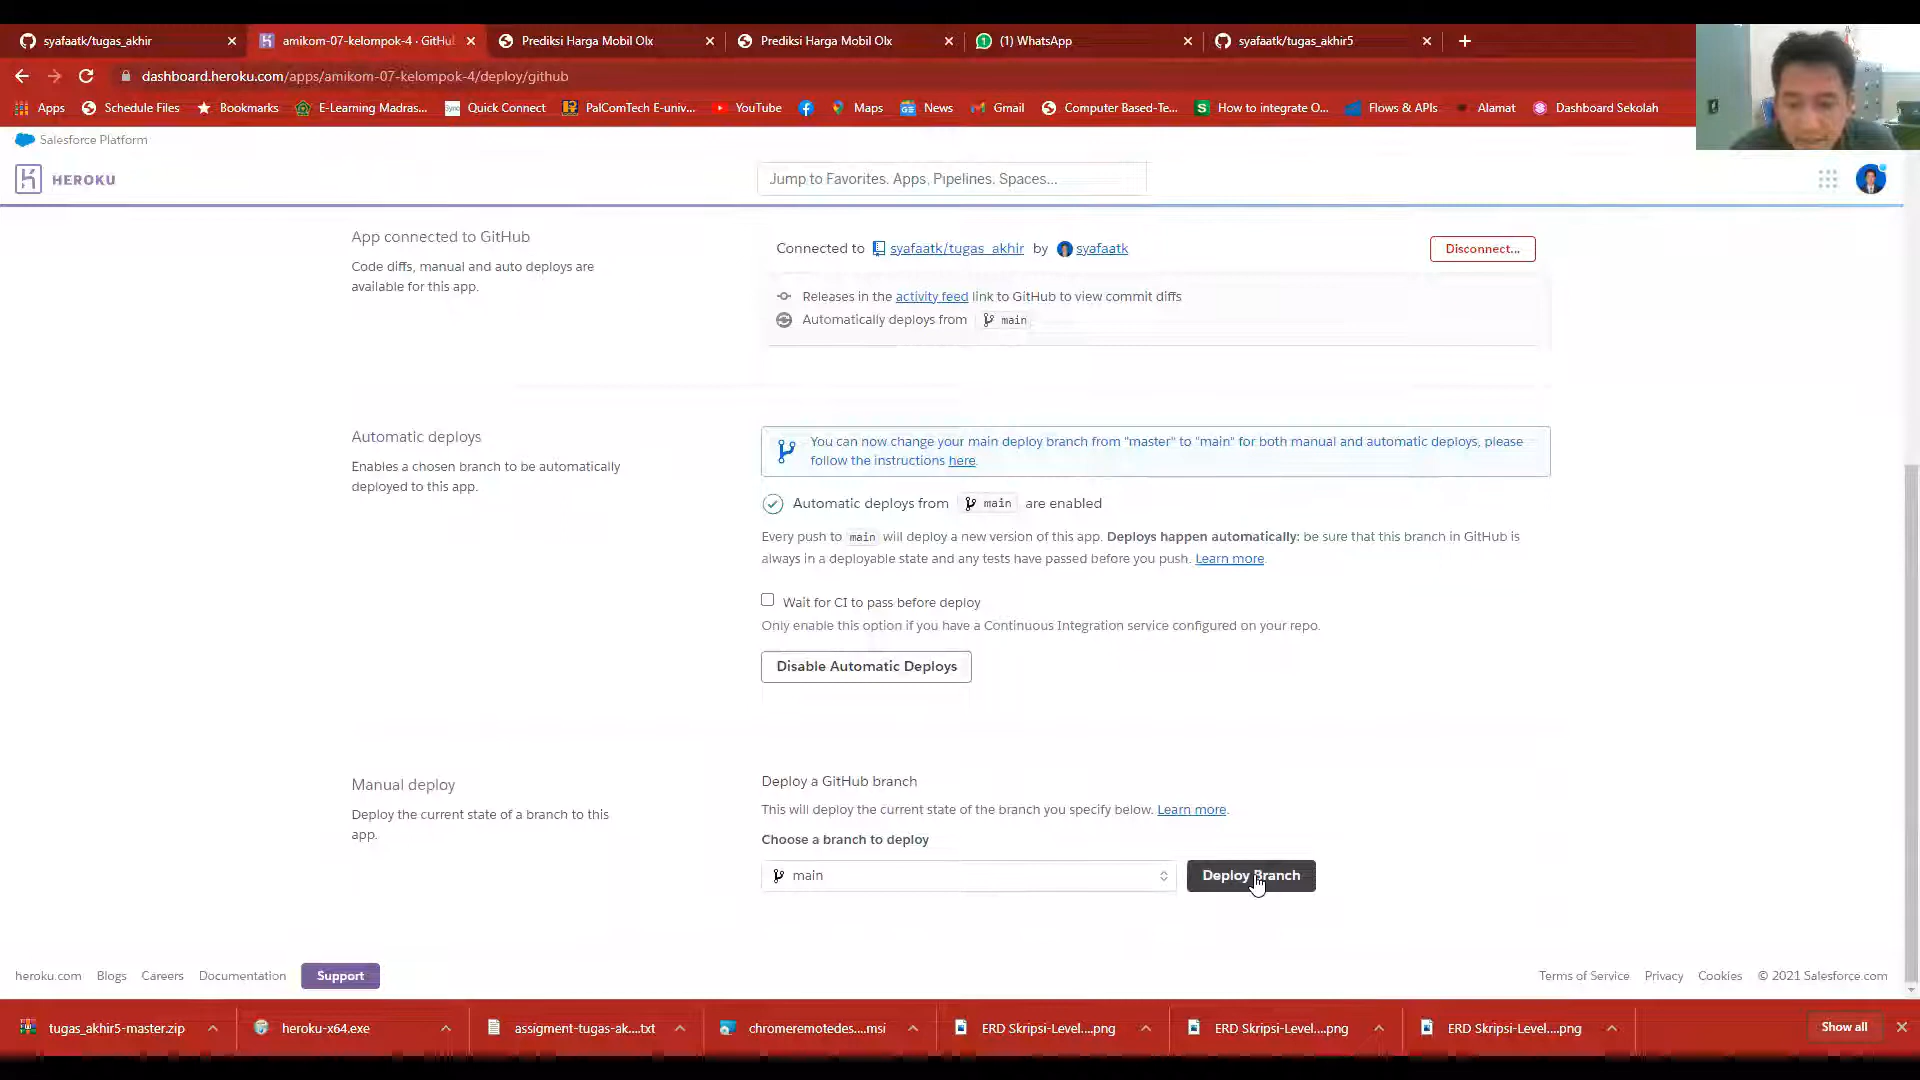 syafaatk/tugas_akhir
amikom-07-kelompok-4 · GitHu
Prediksi Harga Mobil Olx
Prediksi Harga Mobil Olx
(1) WhatsApp
syafaatk/tugas_akhir5
dashboard.heroku.com/apps/amikom-07-kelompok-4/deploy/github
Apps
Schedule Files
Bookmarks
E-Learning Madras...
Quick Connect
PalComTech E-univ...
YouTube
Maps
News
Gmail
Computer Based-Te...
How to integrate O...
Flows & APIs
Alamat
Dashboard Sekolah
Salesforce Platform
HEROKU
Jump to Favorites, Apps, Pipelines, Spaces...
App connected to GitHub
Code diffs, manual and auto deploys are
available for this app.
Connected to syafaatk/tugas_akhir by syafaatk
Disconnect...
Releases in the activity feed link to GitHub to view commit diffs
Automatically deploys from main
Automatic deploys
Enables a chosen branch to be automatically
deployed to this app.
You can now change your main deploy branch from "master" to "main" for both manual and automatic deploys, please
follow the instructions here.
Automatic deploys from main are enabled
Every push to main will deploy a new version of this app. Deploys happen automatically: be sure that this branch in GitHub is
always in a deployable state and any tests have passed before you push. Learn more.
Wait for CI to pass before deploy
Only enable this option if you have a Continuous Integration service configured on your repo.
Disable Automatic Deploys
Manual deploy
Deploy the current state of a branch to this
app.
Deploy a GitHub branch
This will deploy the current state of the branch you specify below. Learn more.
Choose a branch to deploy
main
Deploy Branch
heroku.com
Blogs
Careers
Documentation
Support
Terms of Service
Privacy
Cookies
© 2021 Salesforce.com
tugas_akhir5-master.zip
heroku-x64.exe
assigment-tugas-ak....txt
chromeremotedes....msi
ERD Skripsi-Level....png
ERD Skripsi-Level....png
ERD Skripsi-Level....png
Show all